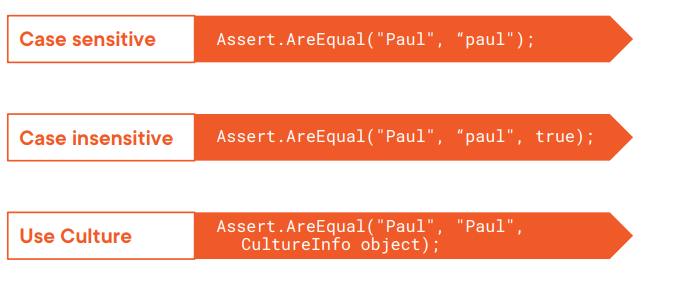 Case sensitive
Assert.AreEqual("Paul", “paul");
Case insensitive
Assert.AreEqual("Paul", “paul", true);
Use Culture
Assert.AreEqual("Paul", "Paul",
CultureInfo object);